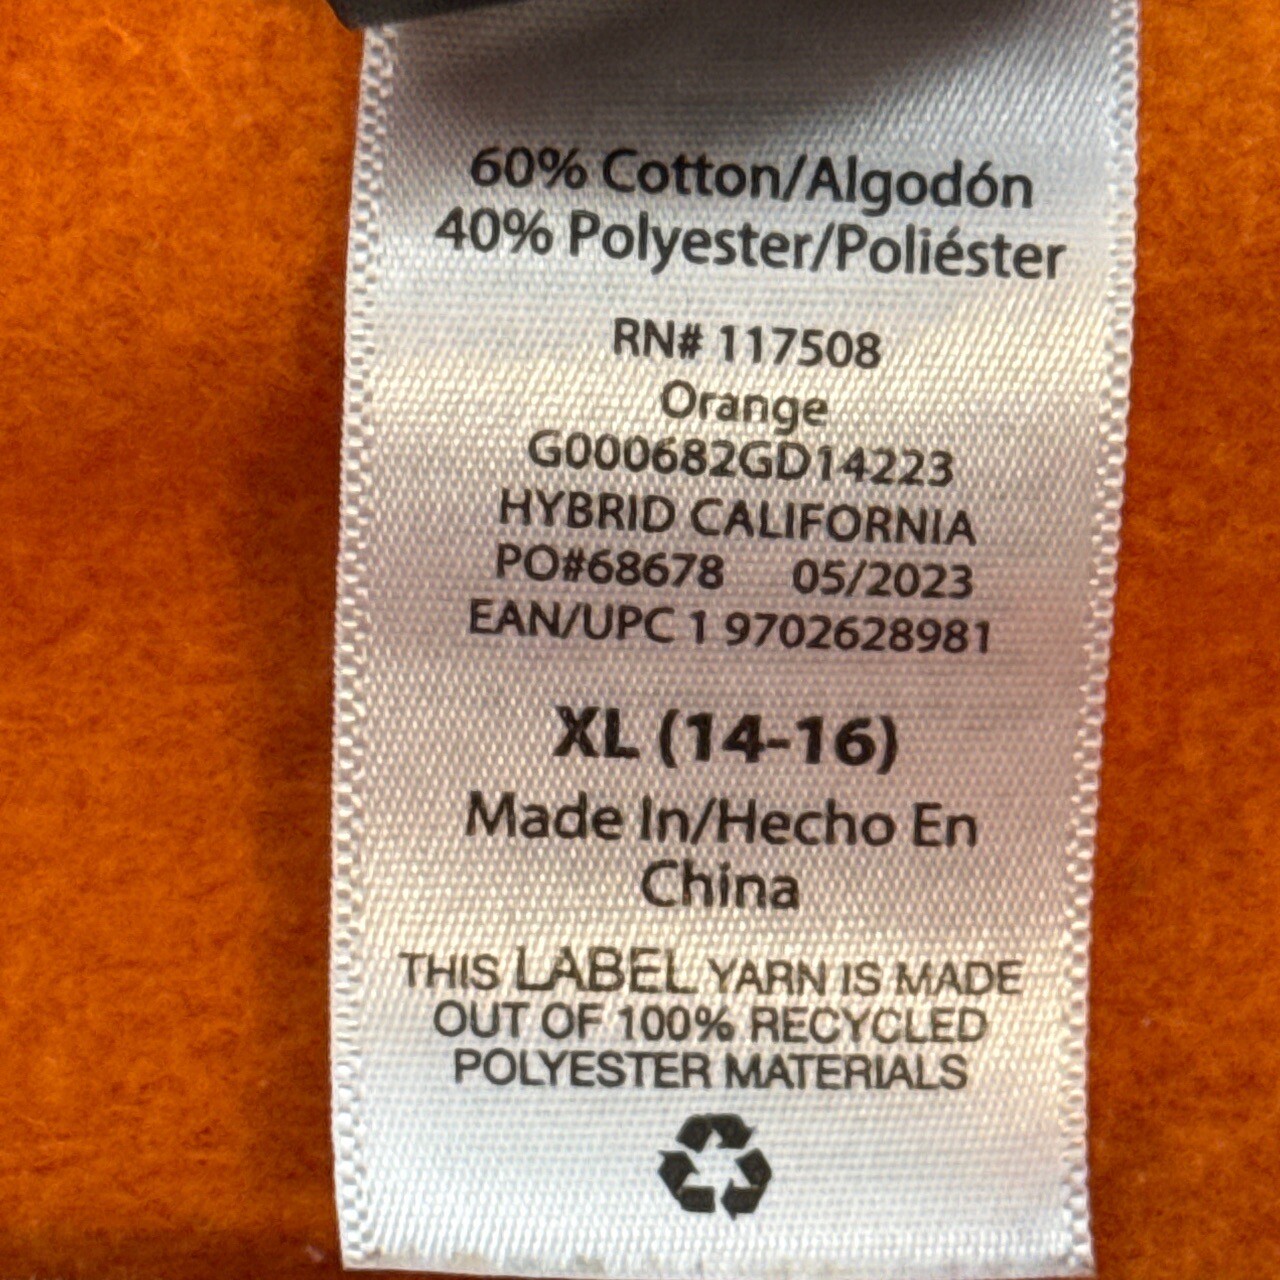 60% Cotton/Algodón
40% Polyester/Poliéster
RN# 117508
Orange
G000682GD14223
HYBRID CALIFORNIA
PO#68678 05/2023
EAN/UPC 1 9702628981
XL (14-16)
Made In/Hecho En
China
THIS LABEL YARN IS MADE
OUT OF 100% RECYCLED
POLYESTER MATERIALS